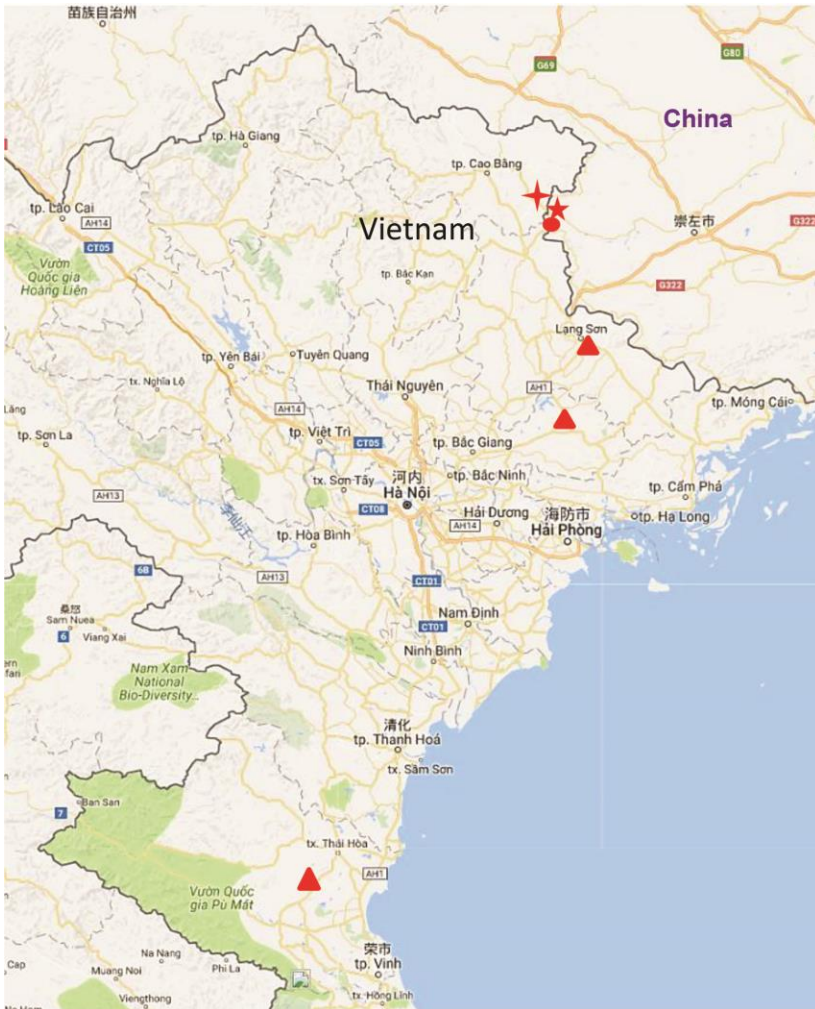 苗族自治州
G69
G80
China
tp. Hà Giang
tp. Cao Bằng
tp. Lào Cai
AH14
Vietnam
崇左市
G322
CT05
Vườn
Quốc gia
Hoàng Liên
tp. Bắc Kạn
G322
Lạng Sơn
tp. Yên Bái
Tuyên Quang
tx. Nghĩa Lộ
Thái Nguyên
AH1
tp. Móng Cái
Lăng
AH14
tp. Sơn La
tp. Việt Trì
CT05
tp. Bắc Giang
河内
Hà Nội
tp. Bắc Ninh
tx. Sơn Tây
tp. Cẩm Phả
AH13
CT08
Hải Dương
海防市
Hải Phòng
tp. Hạ Long
AH14
李仙江
tp. Hòa Bình
6B
AH13
CT01
桑怒
Sam Nuea
6
Viang Xai
Nam Định
CT01
Ninh Bình
ern
fan
Nam Xam
National
Bio-Diversity...
清化
tp. Thanh Hoá
tx. Sầm Sơn
Ban San
7
tx. Thái Hòa
AH1
Vườn Quốc
gia Pù Mát
Na Nang
荣市
tp. Vinh
Cap
Muang Noi
Phi La
Viengthong
tx. Hồng Lĩnh